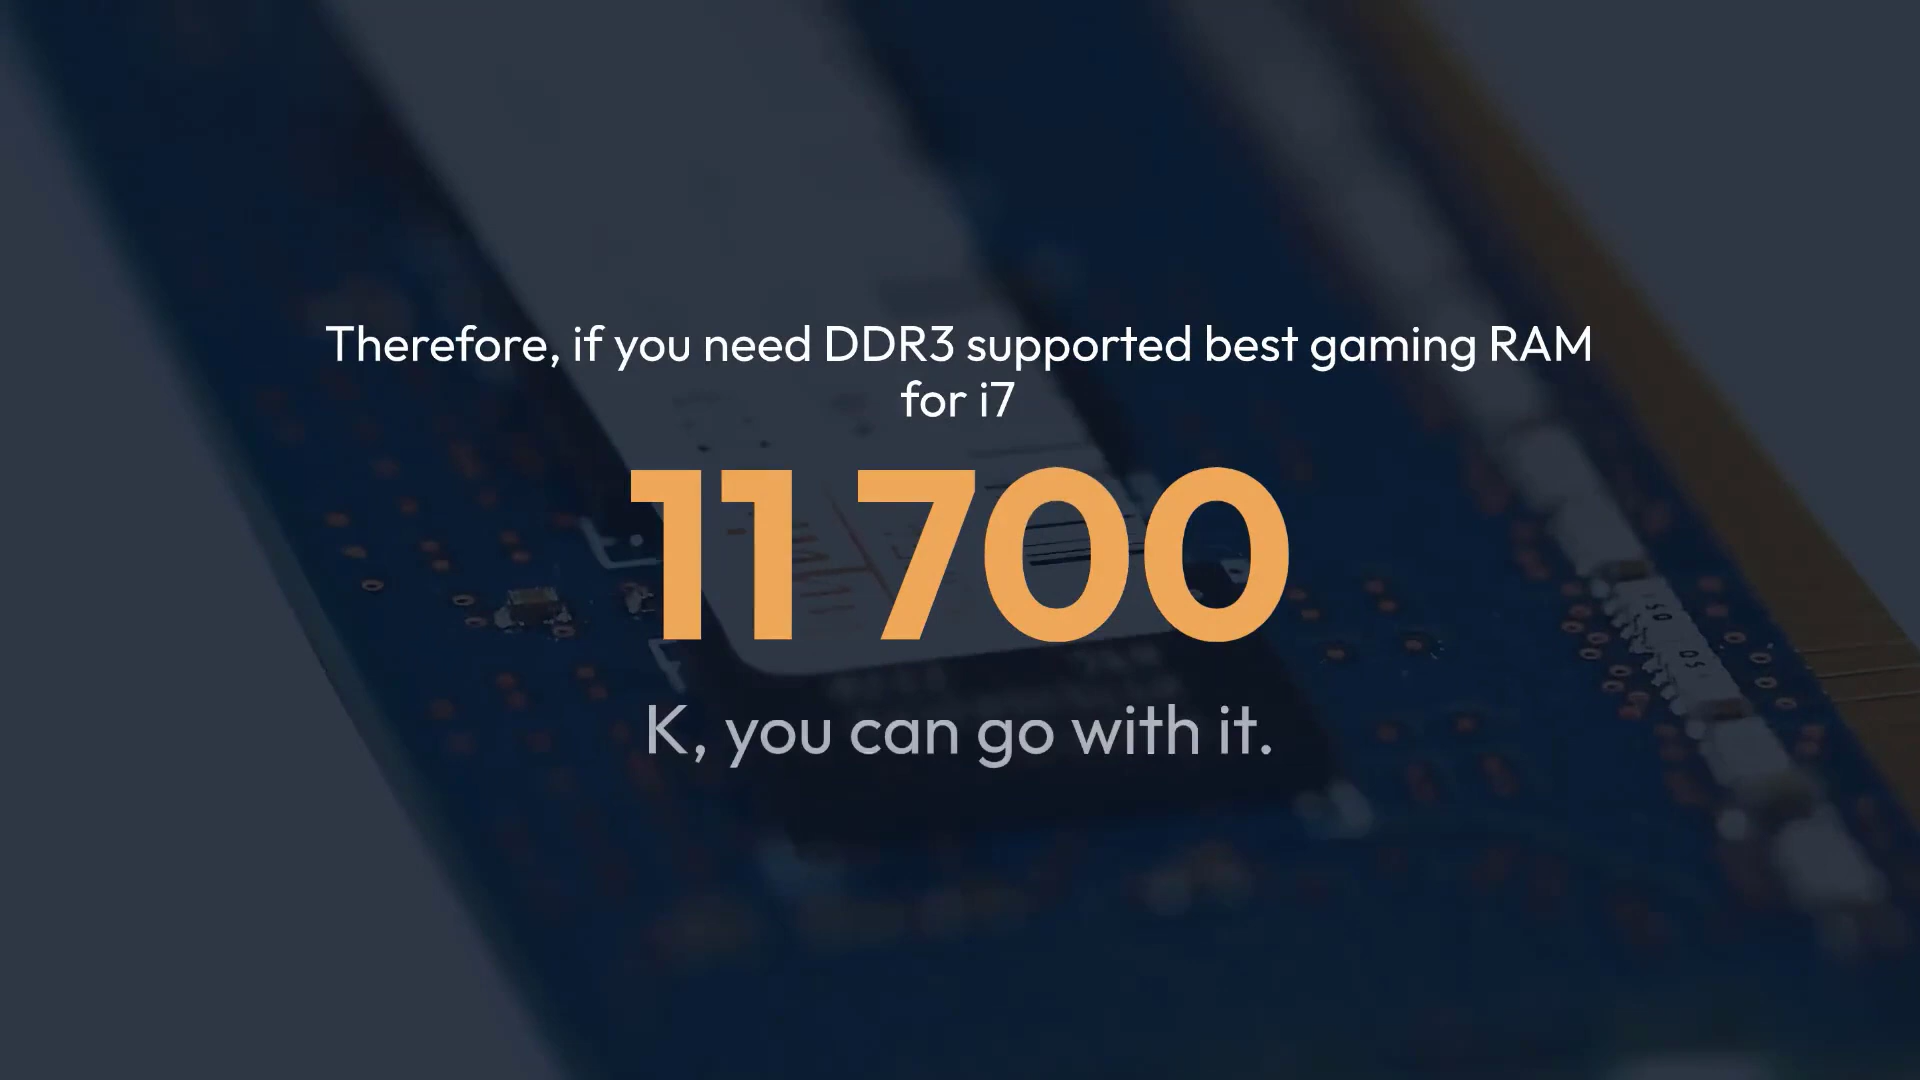 Therefore, if you need DDR3 supported best gaming RAM
for i7
11 700
K, you can go with it.